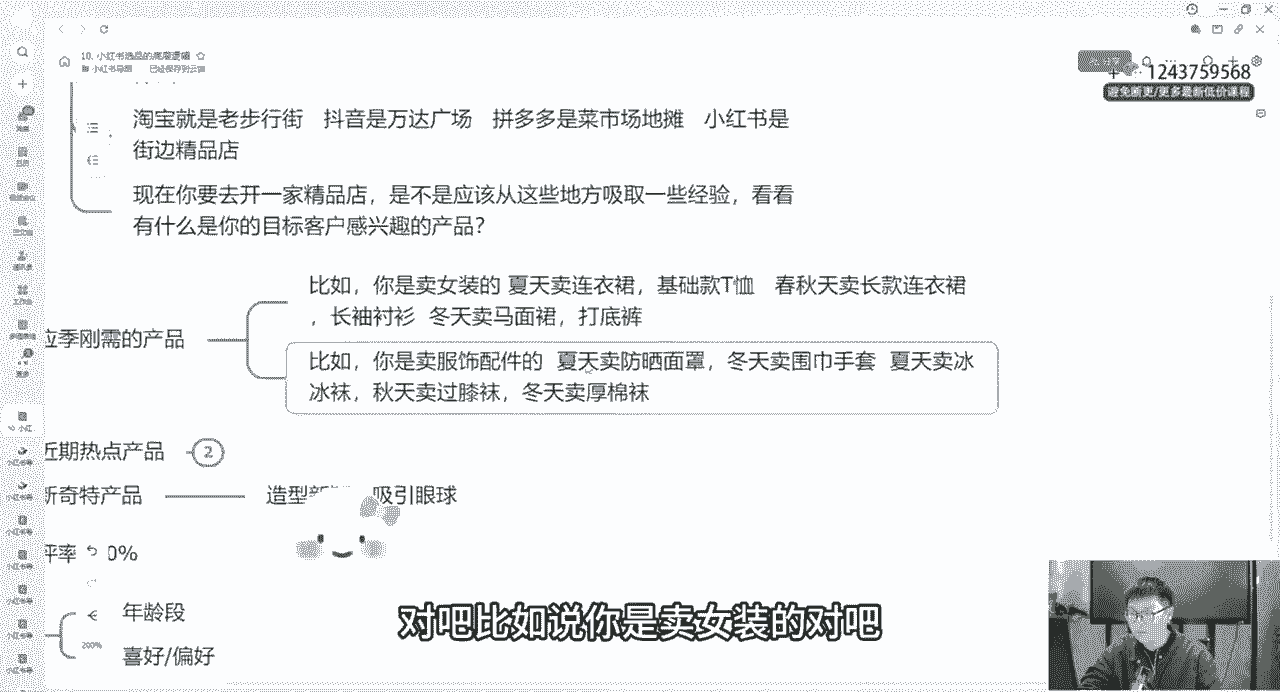 10. 小红书选品的底层逻辑
小红书导图 已经保存到云端
1243759568
避免断更/更多最新低价课程
淘宝就是老步行街 抖音是万达广场 拼多多是菜市场地摊 小红书是
街边精品店
现在你要去开一家精品店，是不是应该从这些地方吸取一些经验，看看
有什么是你的目标客户感兴趣的产品？
比如，你是卖女装的 夏天卖连衣裙，基础款T恤 春秋天卖长款连衣裙
，长袖衬衫 冬天卖马面裙，打底裤
应季刚需的产品
比如，你是卖服饰配件的 夏天卖防晒面罩，冬天卖围巾手套 夏天卖冰
冰袜，秋天卖过膝袜，冬天卖厚棉袜
近期热点产品 2
新奇特产品 造型新 吸引眼球
评率 0%
年龄段
200%
喜好/偏好
对吧比如说你是卖女装的对吧